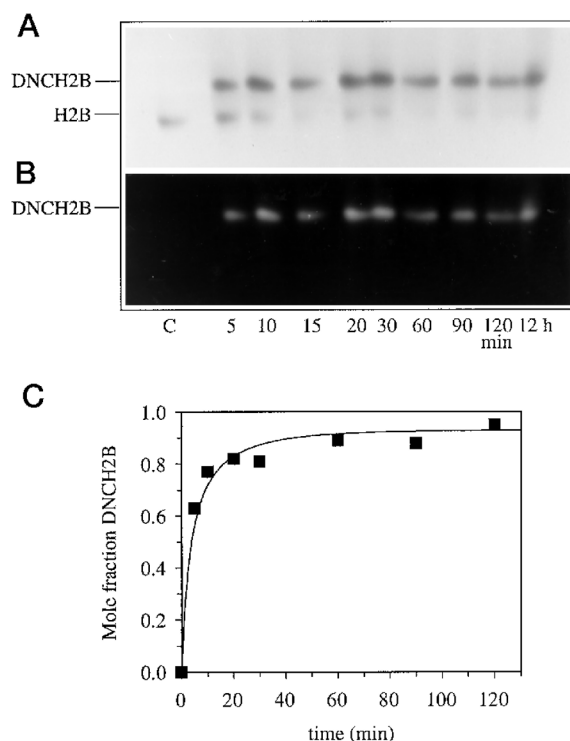 A
DNCH2B
H2B
B
DNCH2B
C 5 10 15 20 30 60 90 120 12 h
min
C
1.0
0.8
0.6
0.4
0.2
0.0
Mole fraction DNCH2B
0 20 40 60 80 100 120
time (min)